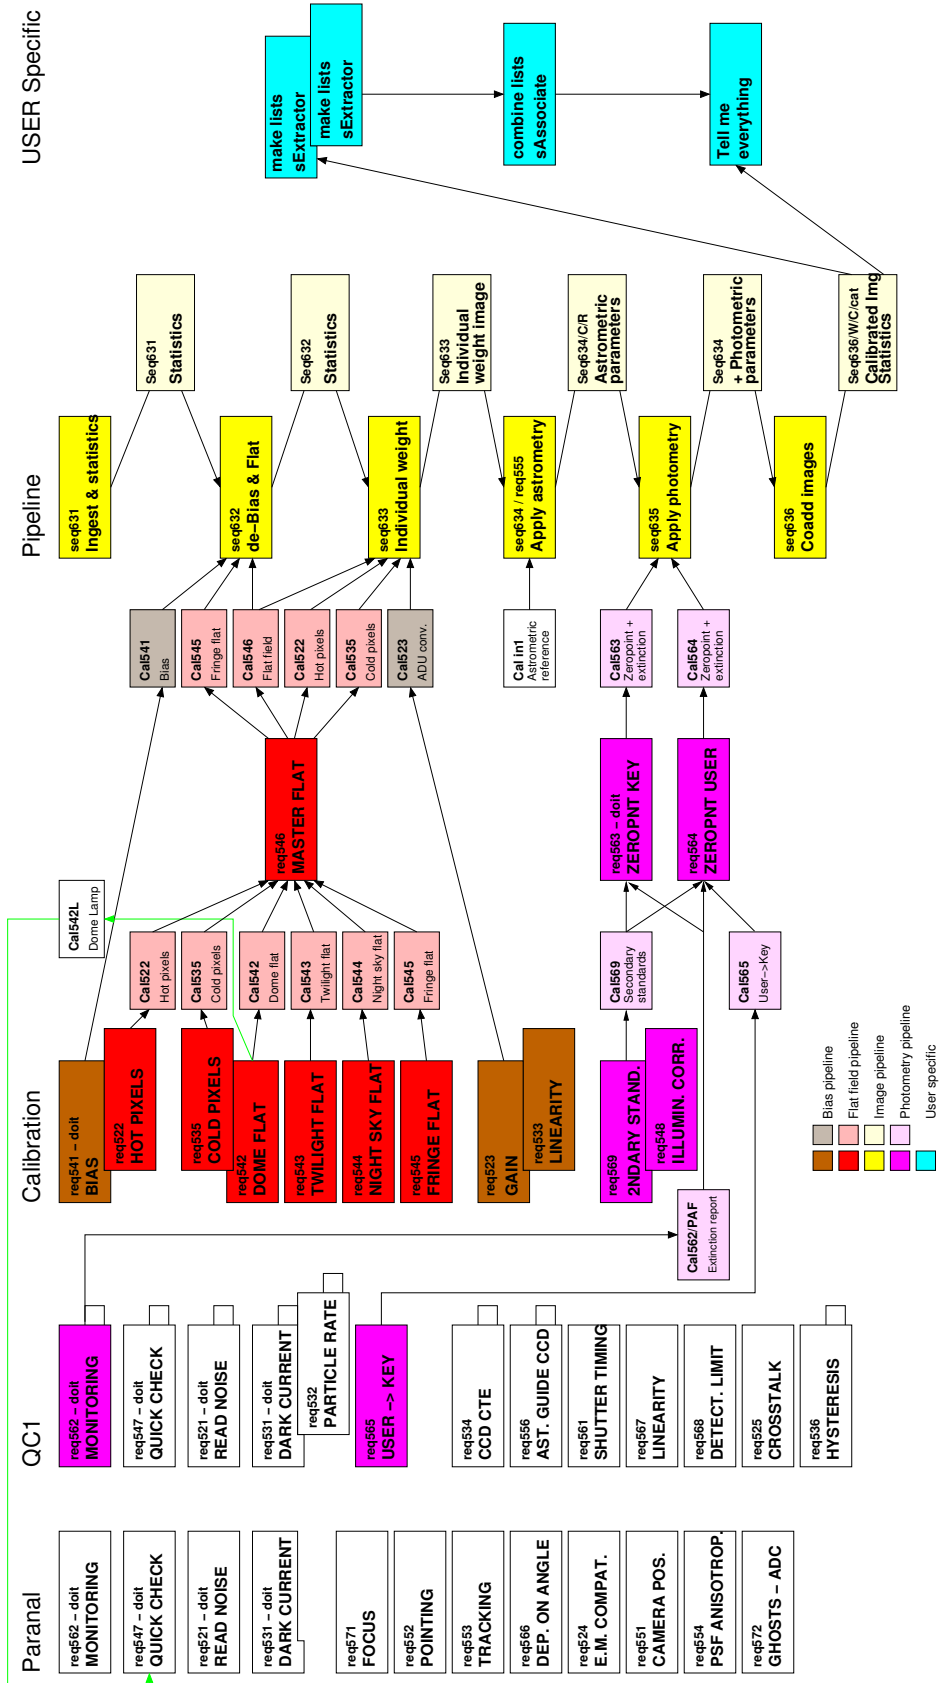 Paranal
QC1
Calibration
Pipeline
USER Specific
req562 – doit
MONITORING
req547 – doit
QUICK CHECK
req521 – doit
READ NOISE
req531 – doit
DARK CURRENT
req571
FOCUS
req552
POINTING
req553
TRACKING
req566
DEP. ON ANGLE
req524
E.M. COMPAT.
req551
CAMERA POS.
req554
PSF ANISOTROP.
req572
GHOSTS – ADC
req562 – doit
MONITORING
req547 – doit
QUICK CHECK
req521 – doit
READ NOISE
req531 – doit
DARK CURRENT
req532
PARTICLE RATE
req565
USER –> KEY
req534
CCD CTE
req556
AST. GUIDE CCD
req561
SHUTTER TIMING
req567
LINEARITY
req568
DETECT. LIMIT
req525
CROSSTALK
req536
HYSTERESIS
Cal562/PAF
Extinction report
req541 – doit
BIAS
req522
HOT PIXELS
req535
COLD PIXELS
req542
DOME FLAT
req543
TWILIGHT FLAT
req544
NIGHT SKY FLAT
req545
FRINGE FLAT
req523
GAIN
req533
LINEARITY
req569
2NDARY STAND.
req548
ILLUMIN. CORR.
Cal542L
Dome Lamp
Cal522
Hot pixels
Cal535
Cold pixels
Cal542
Dome flat
Cal543
Twilight flat
Cal544
Night sky flat
Cal545
Fringe flat
Cal569
Secondary
standards
Cal565
User–>Key
req546
MASTER FLAT
req563 – doit
ZEROPNT KEY
req564
ZEROPNT USER
Cal541
Bias
Cal545
Fringe flat
Cal546
Flat field
Cal522
Hot pixels
Cal535
Cold pixels
Cal523
ADU conv.
Cal in1
Astrometric
reference
Cal563
Zeropoint +
extinction
Cal564
Zeropoint +
extinction
seq631
Ingest & statistics
seq632
de–Bias & Flat
seq633
Individual weight
seq634 / req555
Apply astrometry
seq635
Apply photometry
seq636
Coadd images
Seq631
Statistics
Seq632
Statistics
Seq633
Individual
weight image
Seq634/C/R
Astrometric
parameters
Seq634
+ Photometric
parameters
Seq636/W/C/cat
Calibrated Img
Statistics
make lists
sExtractor
make lists
sExtractor
combine lists
sAssociate
Tell me
everything
Bias pipeline
Flat field pipeline
Image pipeline
Photometry pipeline
User specific